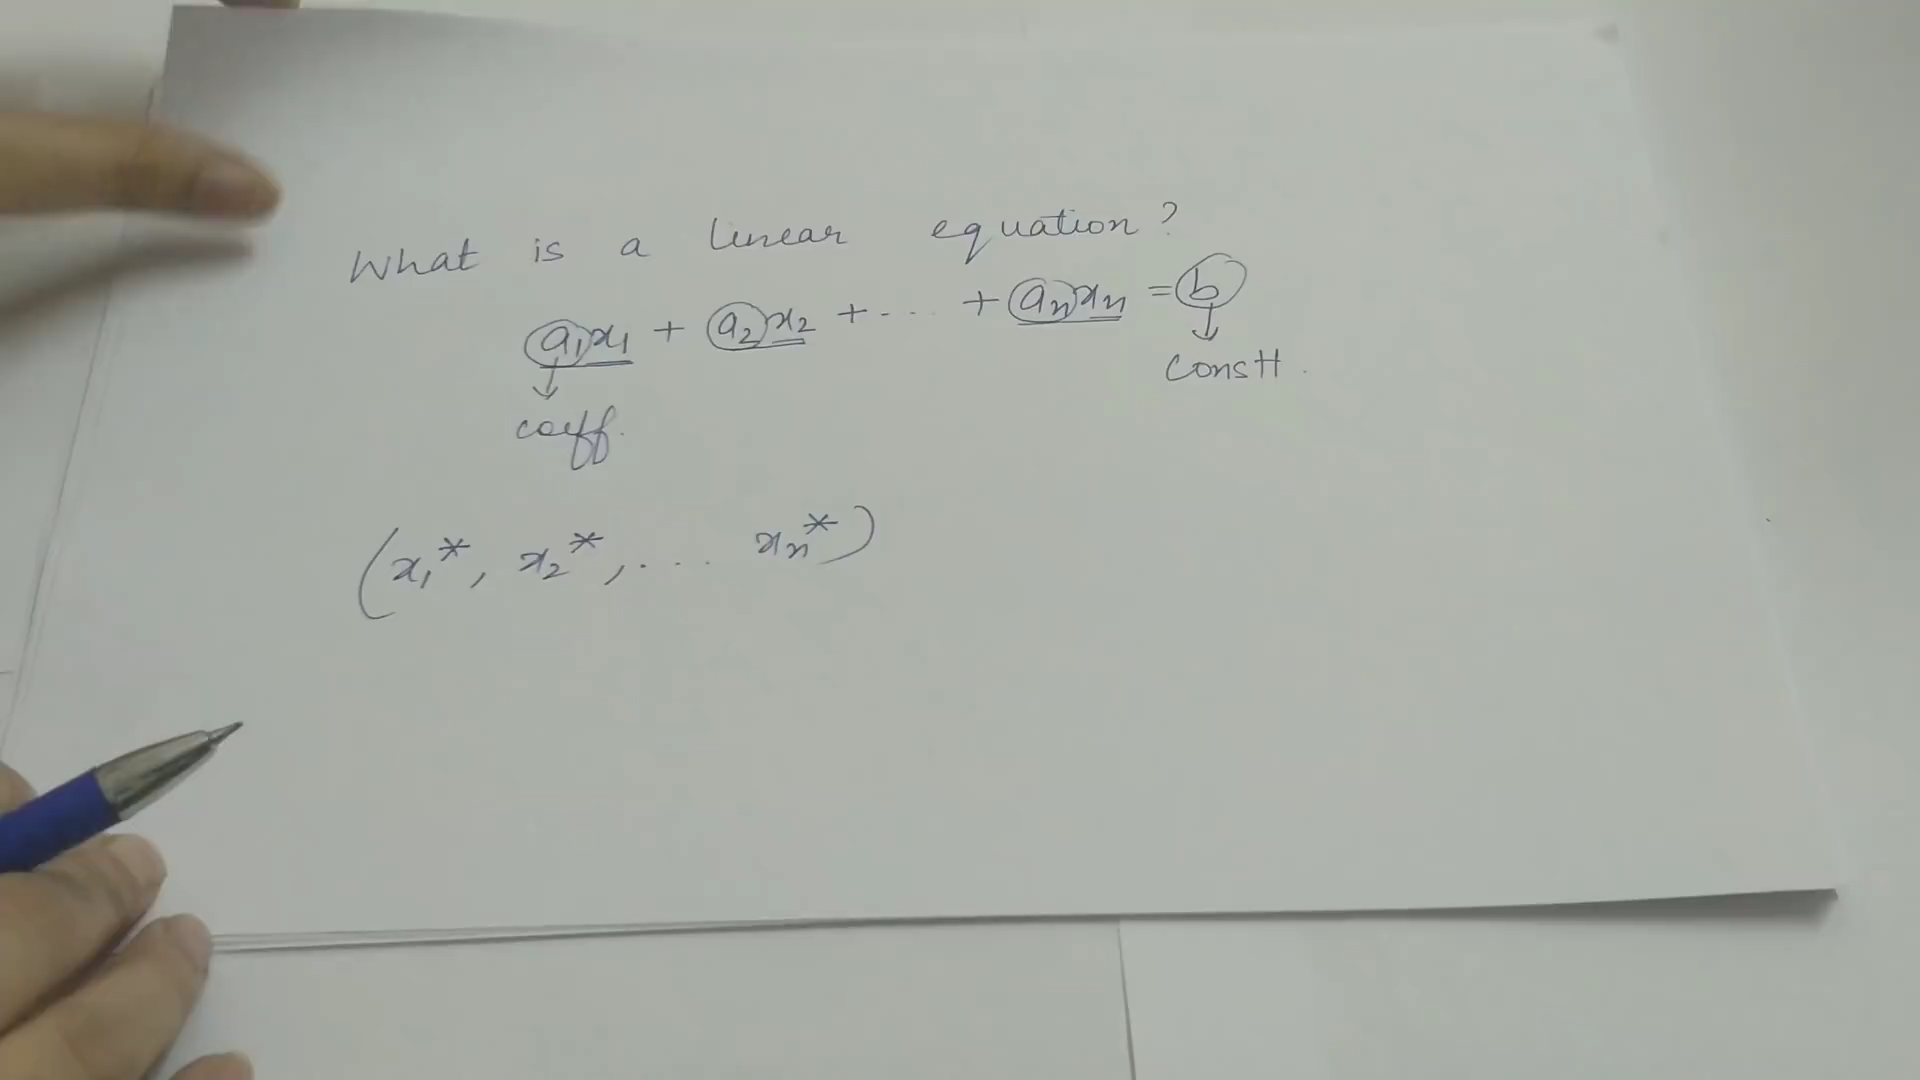 What is a linear equation?
a₁x₁ + a₂x₂ + ... + aₙxₙ = b
coeff. constt.
(x₁*, x₂*, ... xₙ*)